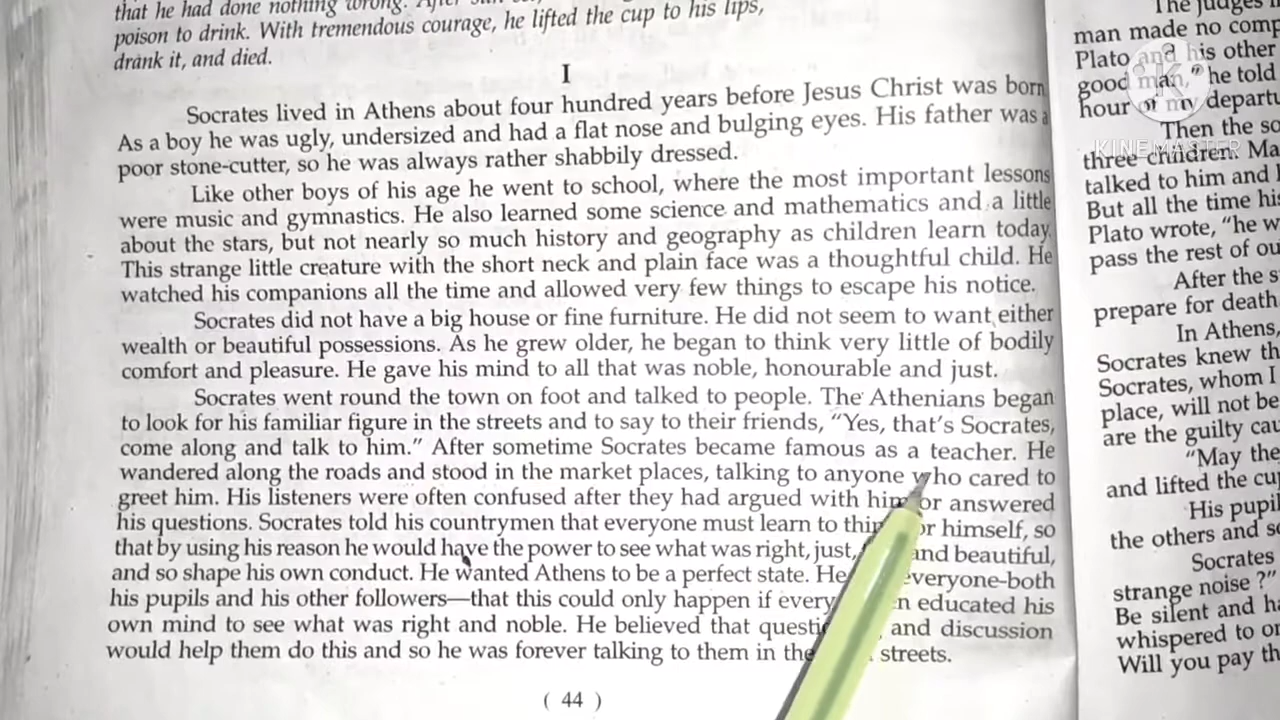 that he had done nothing wrong. After
poison to drink. With tremendous courage, he lifted the cup to his lips,
drank it, and died.
I
Socrates lived in Athens about four hundred years before Jesus Christ was born
As a boy he was ugly, undersized and had a flat nose and bulging eyes. His father was a
poor stone-cutter, so he was always rather shabbily dressed.
Like other boys of his age he went to school, where the most important lessons
were music and gymnastics. He also learned some science and mathematics and a little
about the stars, but not nearly so much history and geography as children learn today.
This strange little creature with the short neck and plain face was a thoughtful child. He
watched his companions all the time and allowed very few things to escape his notice.
Socrates did not have a big house or fine furniture. He did not seem to want either
wealth or beautiful possessions. As he grew older, he began to think very little of bodily
comfort and pleasure. He gave his mind to all that was noble, honourable and just.
Socrates went round the town on foot and talked to people. The Athenians began
to look for his familiar figure in the streets and to say to their friends, “Yes, that’s Socrates,
come along and talk to him.” After sometime Socrates became famous as a teacher. He
wandered along the roads and stood in the market places, talking to anyone who cared to
greet him. His listeners were often confused after they had argued with him or answered
his questions. Socrates told his countrymen that everyone must learn to think for himself, so
that by using his reason he would have the power to see what was right, just, and beautiful,
and so shape his own conduct. He wanted Athens to be a perfect state. He everyone-both
his pupils and his other followers—that this could only happen if every educated his
own mind to see what was right and noble. He believed that and discussion
would help them do this and so he was forever talking to them in the streets.
( 44 )
The judges
man made no
Plato and his other
good man,” he told
hour of my
Then the
three children.
talked to him and
But all the time his
Plato wrote, “he
pass the rest of
After the
prepare for death
In Athens,
Socrates knew
Socrates, whom I
place, will not be
are the guilty
“May the
and lifted the
His
the others and
Socrates
strange noise ?”
Be silent and
whispered to
Will you pay
KINEMASTER